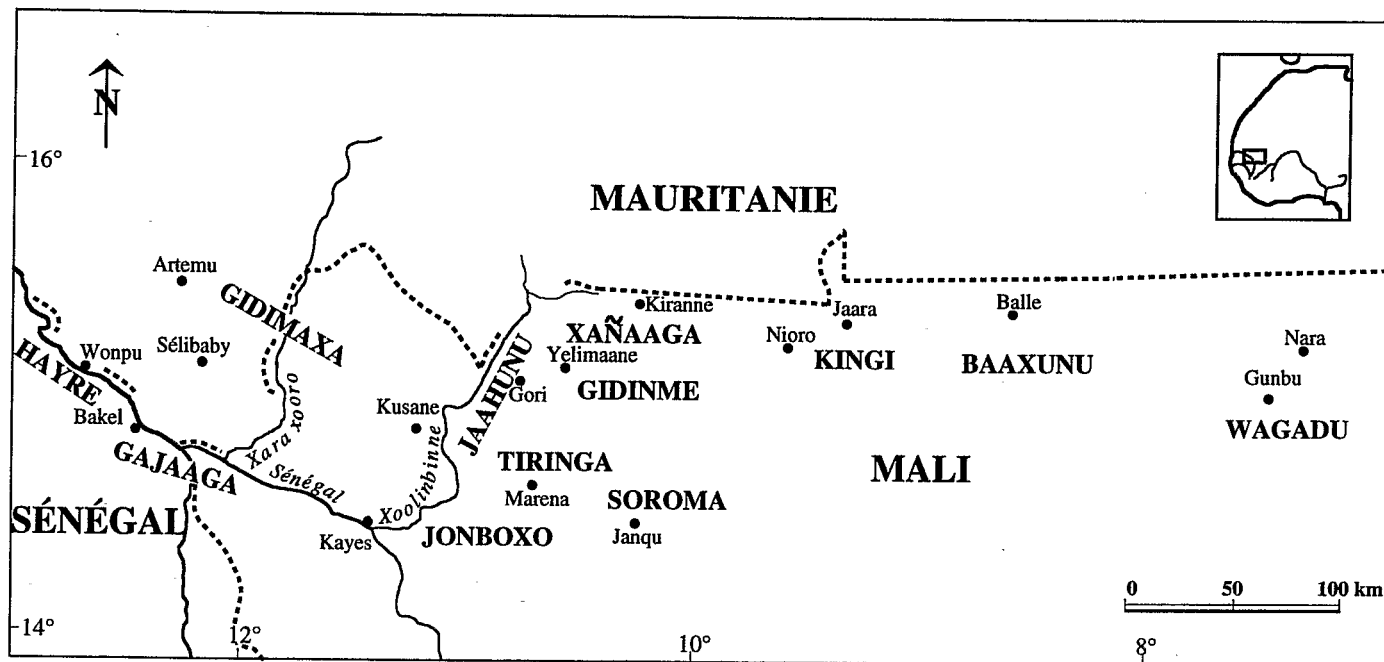 N
16°
MAURITANIE
Artemu
GIDIMAXA
Kiranne
Jaara
Balle
XAÑAAGA
Nioro
KINGI
BAAXUNU
Nara
Wonpu
Sélibaby
HAYRE
Yelimaane
JAAHUNU
Gori
GIDINME
Gunbu
WAGADU
Bakel
Kusane
Xaraxooro
GAJAAGA
Sénégal
Xoolinbinne
TIRINGA
Marena
MALI
SOROMA
SÉNÉGAL
Kayes
JONBOXO
Janqu
0 50 100 km
14°
12°
10°
8°